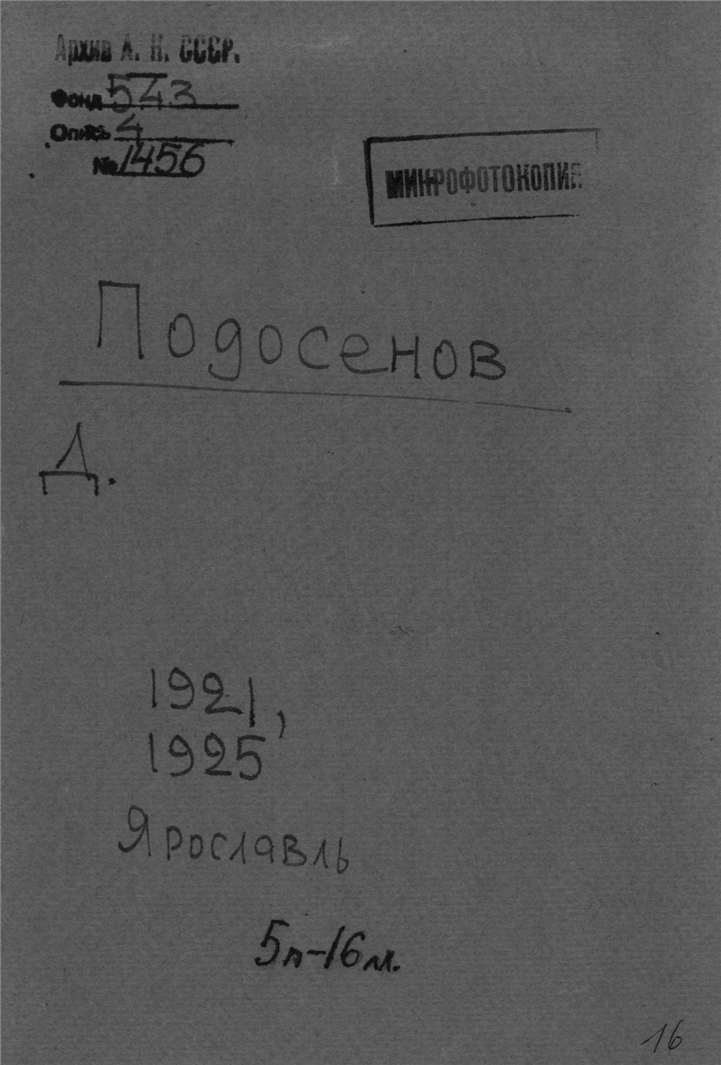 Архив А. Н. СССР.
Фонд 543
Опись 4
№ 1456
МИКРОФОТОКОПИЯ
Подосенов
Д.
1921,
1925
Ярославль
5п-16л.
16